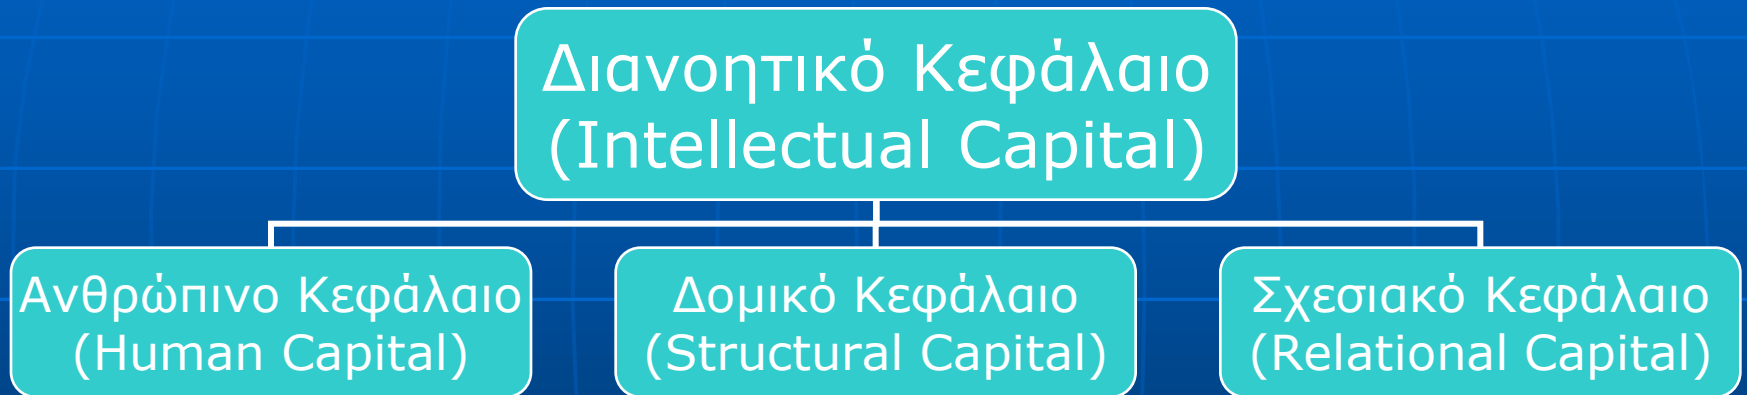 Διανοητικό Κεφάλαιο
(Intellectual Capital)
Ανθρώπινο Κεφάλαιο
(Human Capital)
Δομικό Κεφάλαιο
(Structural Capital)
Σχεσιακό Κεφάλαιο
(Relational Capital)